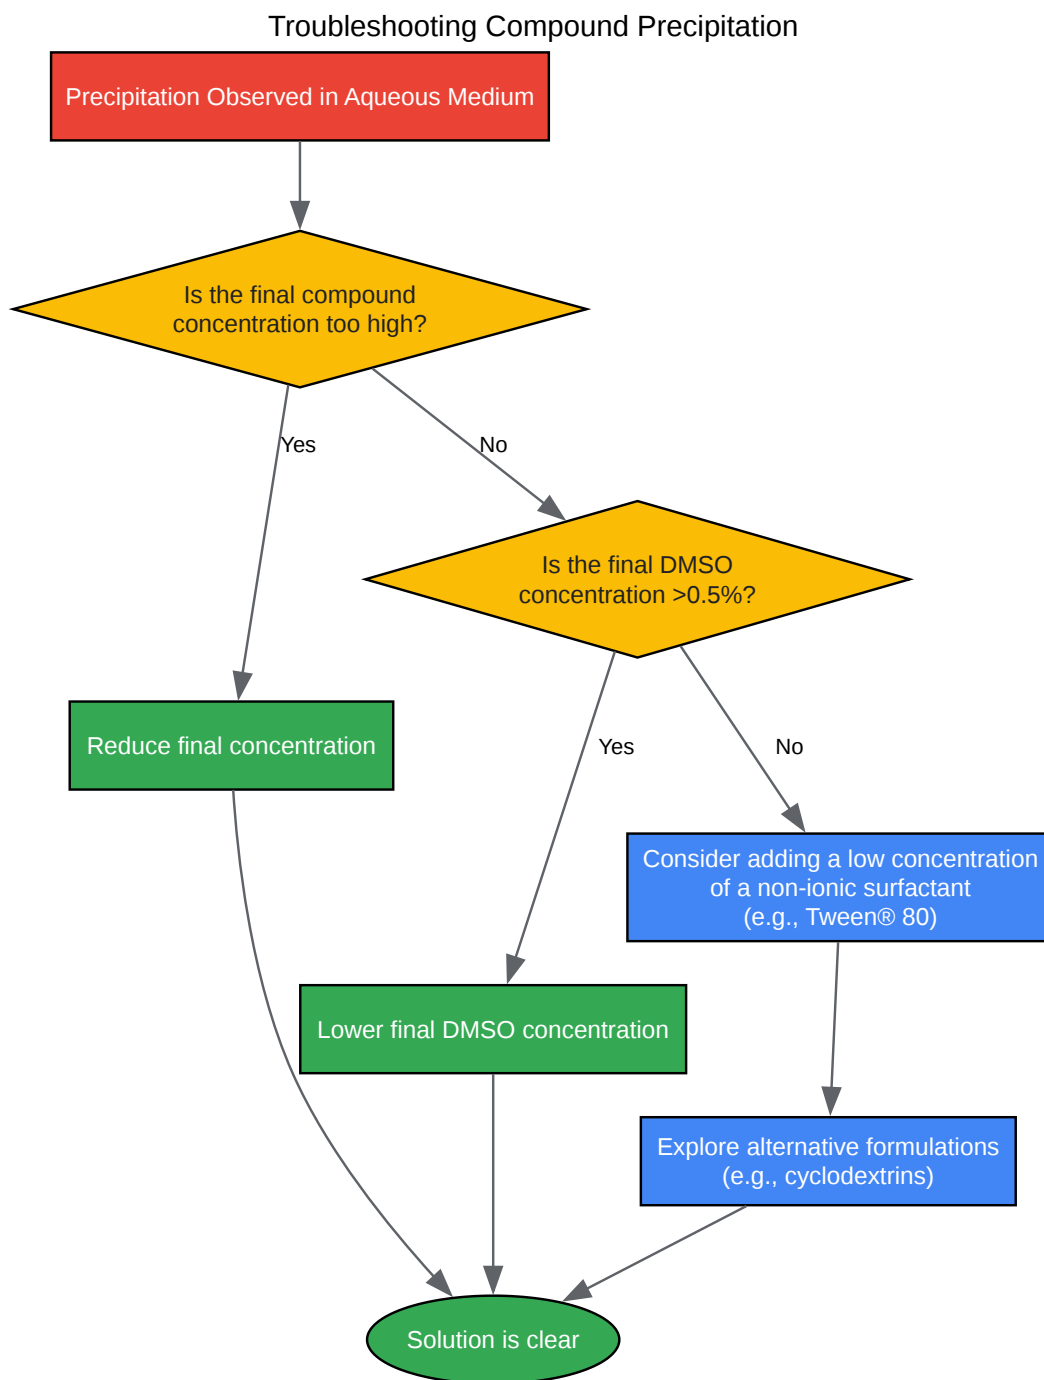 Troubleshooting Compound Precipitation
Precipitation Observed in Aqueous Medium
Is the final compound
concentration too high?
Yes
No
Is the final DMSO
concentration >0.5%?
Reduce final concentration
Yes
No
Consider adding a low concentration
of a non-ionic surfactant
(e.g., Tween® 80)
Lower final DMSO concentration
Explore alternative formulations
(e.g., cyclodextrins)
Solution is clear